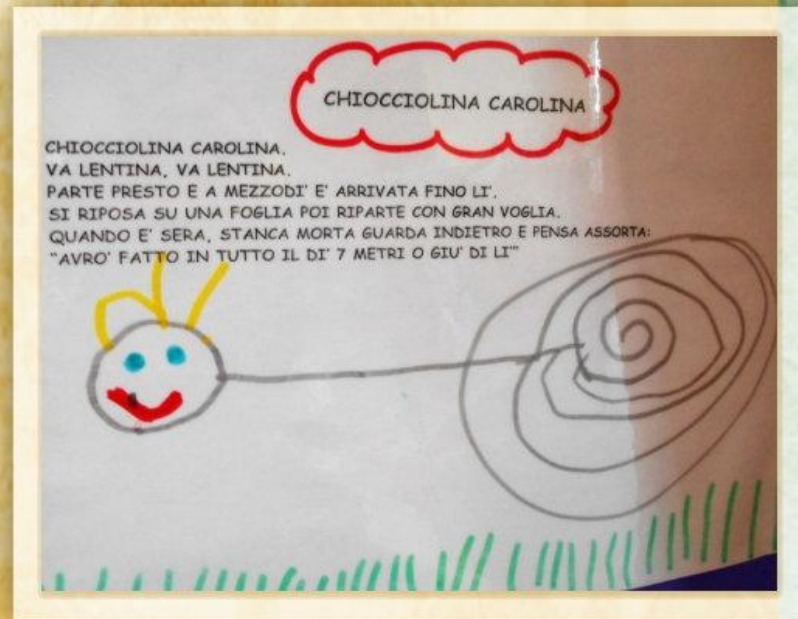 CHIOCCIOLINA CAROLINA
CHIOCCIOLINA CAROLINA.
VA LENTINA, VA LENTINA.
PARTE PRESTO E A MEZZODI' E' ARRIVATA FINO LI'.
SI RIPOSA SU UNA FOGLIA POI RIPARTE CON GRAN VOGLIA.
QUANDO E' SERA, STANCA MORTA GUARDA INDIETRO E PENSA ASSORTA:
"AVRO' FATTO IN TUTTO IL DI' 7 METRI O GIU' DI LI'"